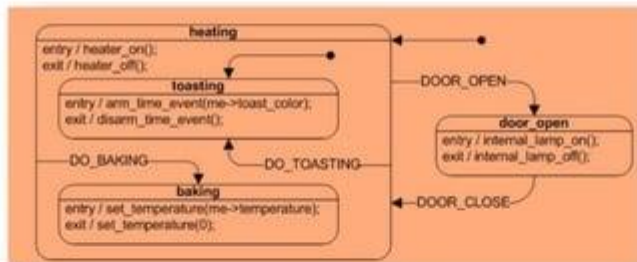 heating
entry / heater_on();
exit / heater_off();
toasting
entry / arm_time_event(me->toast_color);
exit / disarm_time_event();
DO_BAKING
DO_TOASTING
baking
entry / set_temperature(me->temperature);
exit / set_temperature(0);
DOOR_OPEN
door_open
entry / internal_lamp_on();
exit / internal_lamp_off();
DOOR_CLOSE